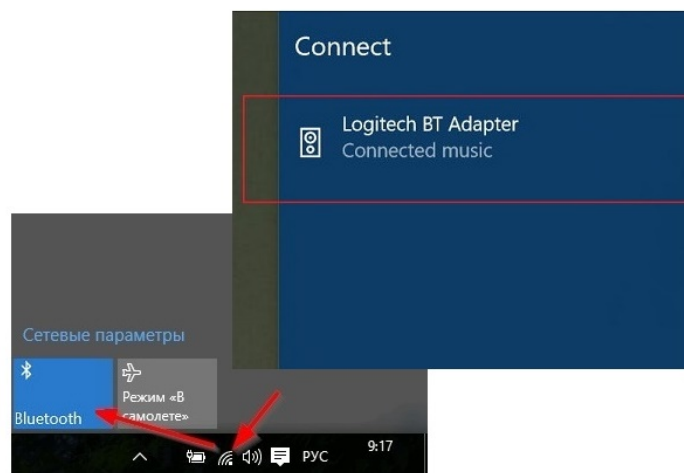 Connect
Logitech BT Adapter
Connected music
Сетевые параметры
Bluetooth
Режим «В
самолете»
РУС
9:17